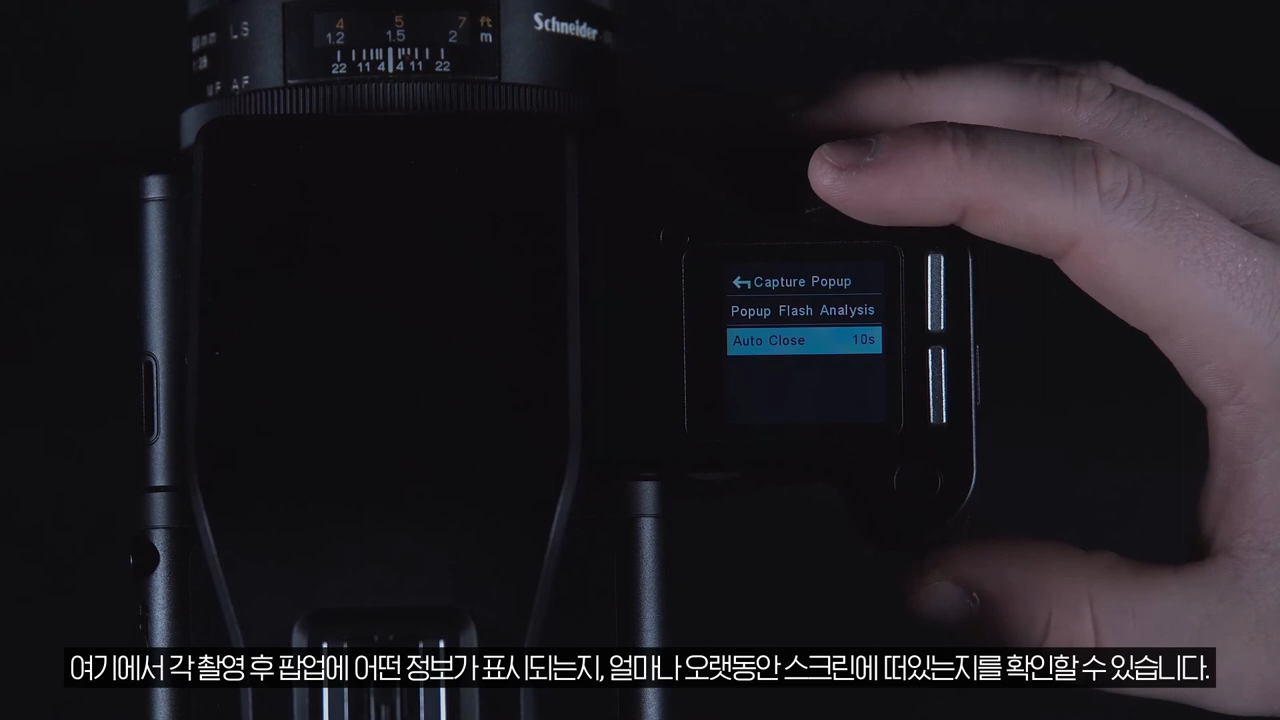 LS
MF AF
4 5 7 ft
1.2 1.5 2 m
22 11 4 4 11 22
Schneider
Capture Popup
Popup Flash Analysis
Auto Close 10s
여기에서 각 촬영 후 팝업에 어떤 정보가 표시되는지, 얼마나 오랫동안 스크린에 떠있는지를 확인할 수 있습니다.